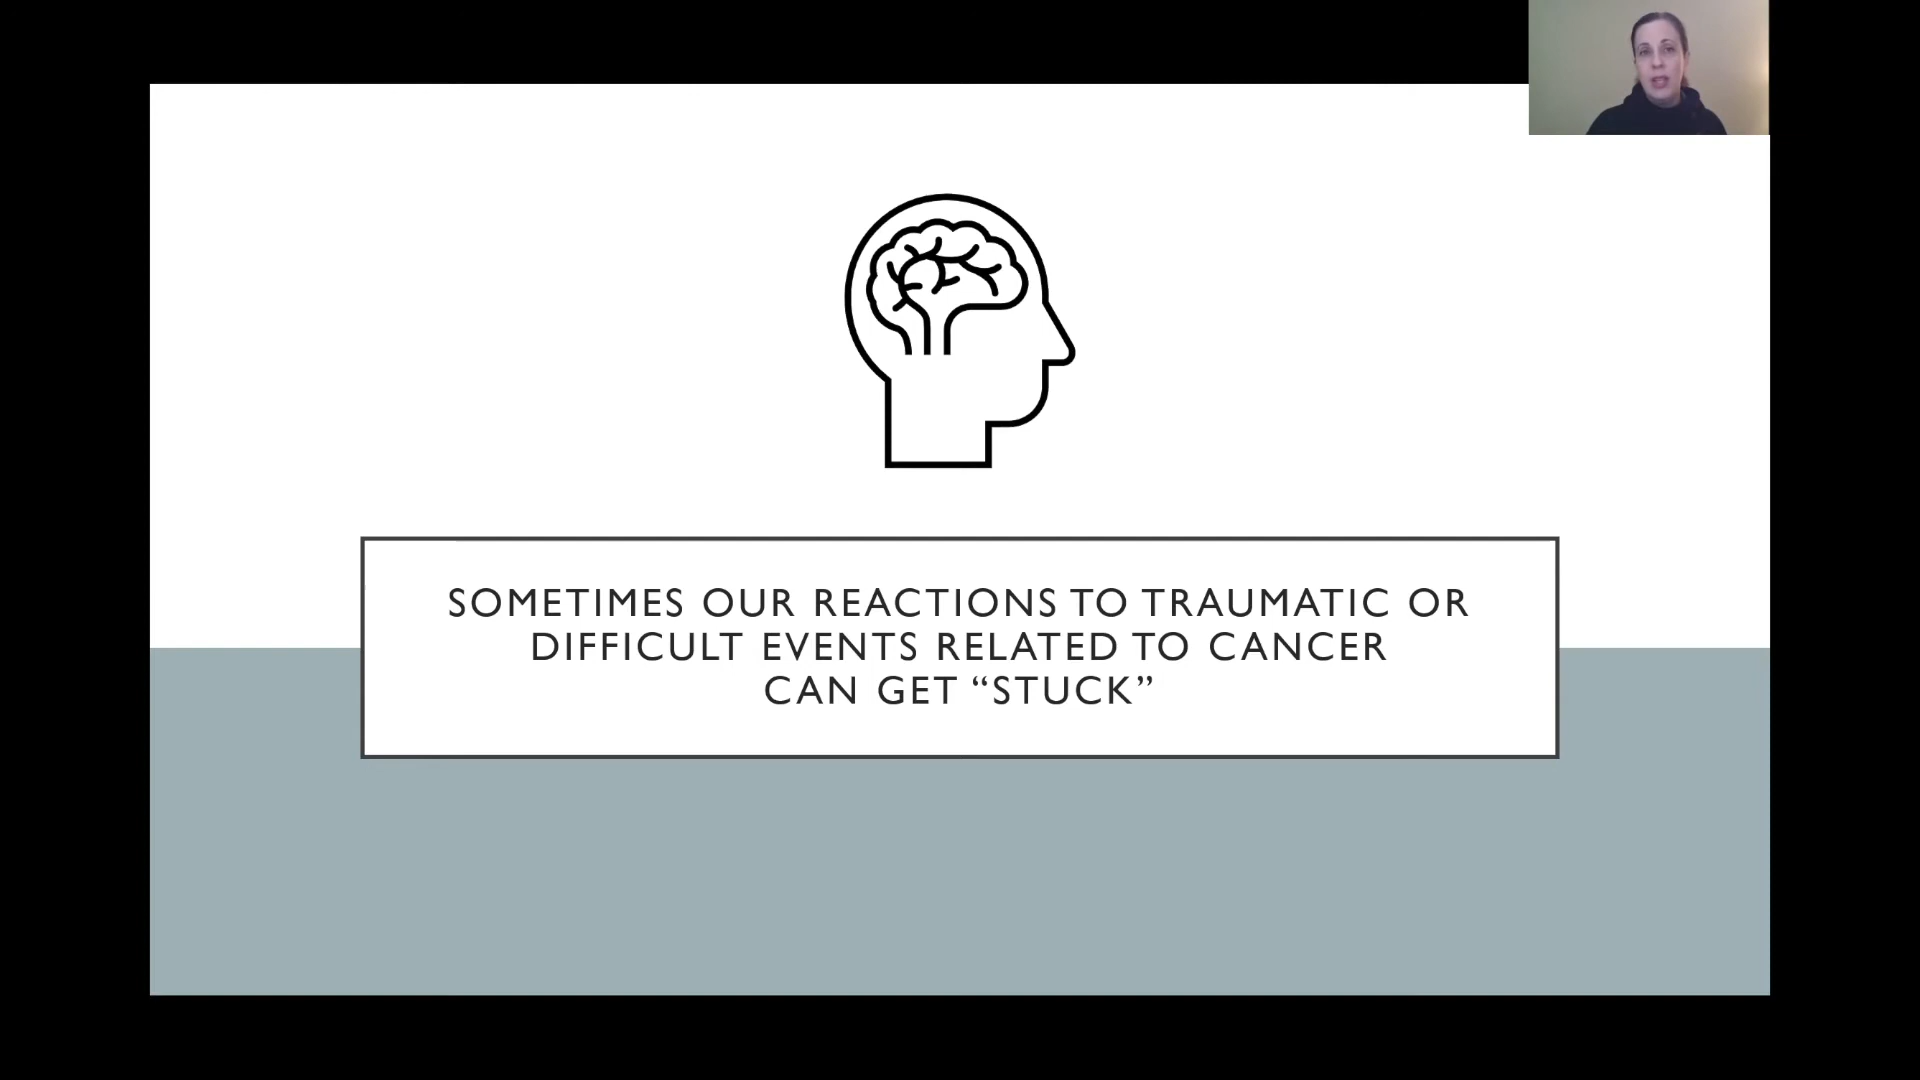 SOMETIMES OUR REACTIONS TO TRAUMATIC OR
DIFFICULT EVENTS RELATED TO CANCER
CAN GET “STUCK”